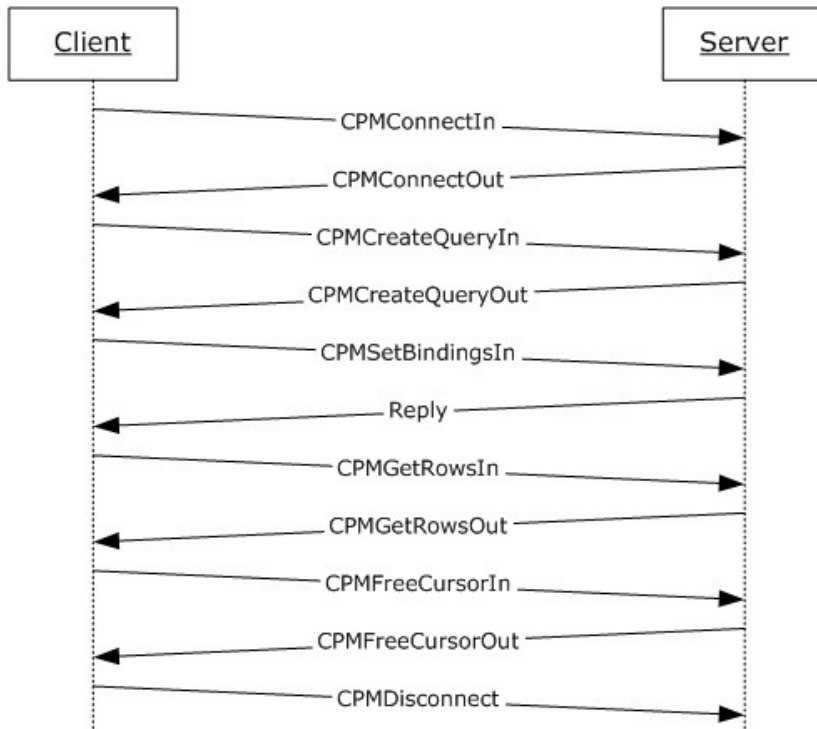 Client
Server
CPMConnectIn
CPMConnectOut
CPMCreateQueryIn
CPMCreateQueryOut
CPMSetBindingsIn
Reply
CPMGetRowsIn
CPMGetRowsOut
CPMFreeCursorIn
CPMFreeCursorOut
CPMDisconnect